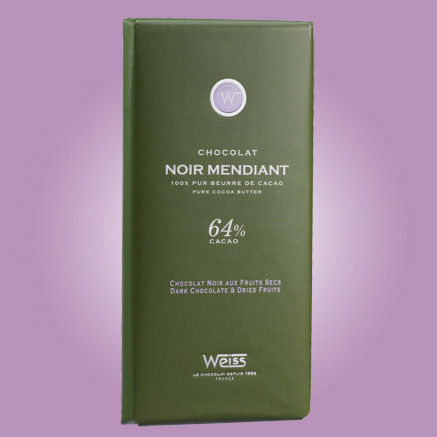 W
CHOCOLAT
NOIR MENDIANT
100% PUR BEURRE DE CACAO
PURE COCOA BUTTER
64%
CACAO
CHOCOLAT NOIR AUX FRUITS SECS
DARK CHOCOLATE & DRIED FRUITS
Weiss
LE CHOCOLAT DEPUIS 1882
FRANCE